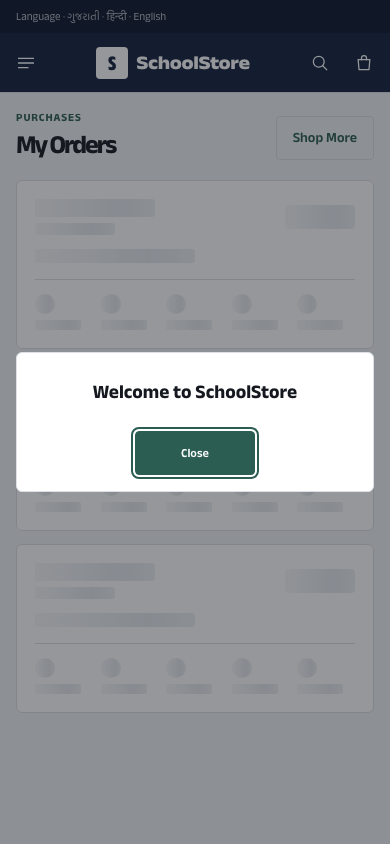 Language · ગુજરાતી · हिन्दी · English
S SchoolStore
PURCHASES
My Orders
Shop More
Welcome to SchoolStore
Close